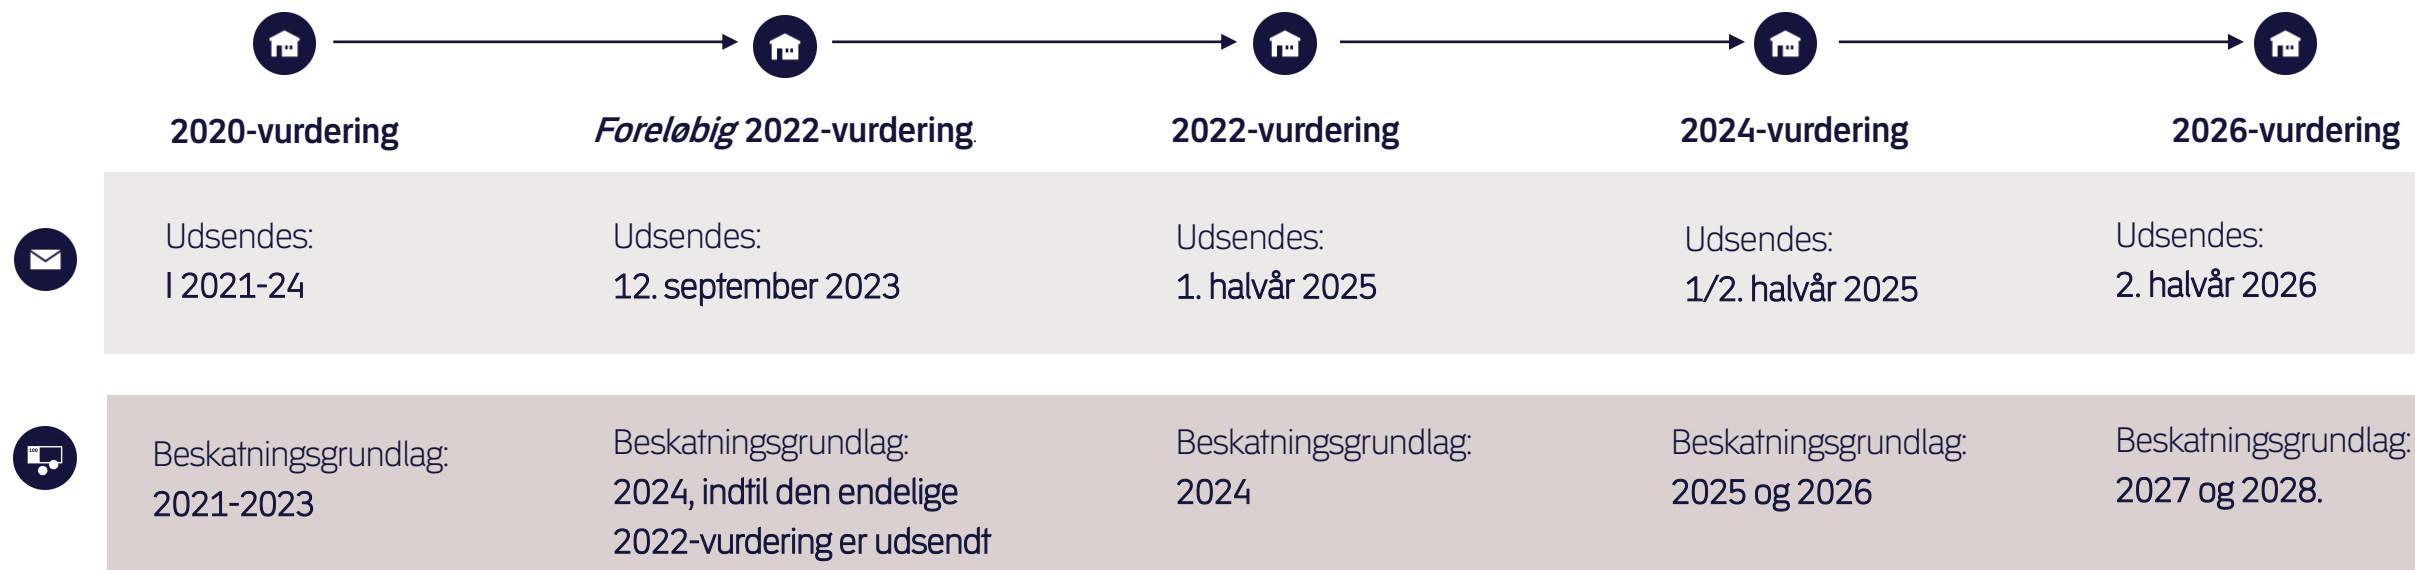 2020-vurdering
Foreløbig 2022-vurdering.
2022-vurdering
2024-vurdering
2026-vurdering
Udsendes:
I 2021-24
Udsendes:
12. september 2023
Udsendes:
1. halvår 2025
Udsendes:
1/2. halvår 2025
Udsendes:
2. halvår 2026
100
Beskatningsgrundlag:
2021-2023
Beskatningsgrundlag:
2024, indtil den endelige
2022-vurdering er udsendt
Beskatningsgrundlag:
2024
Beskatningsgrundlag:
2025 og 2026
Beskatningsgrundlag:
2027 og 2028.